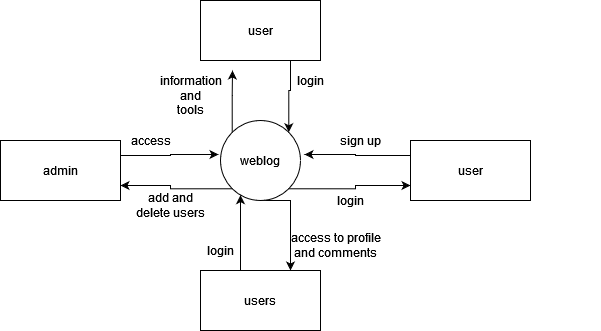 user
information
and
tools
login
access
sign up
admin
weblog
user
add and
delete users
login
login
access to profile
and comments
users